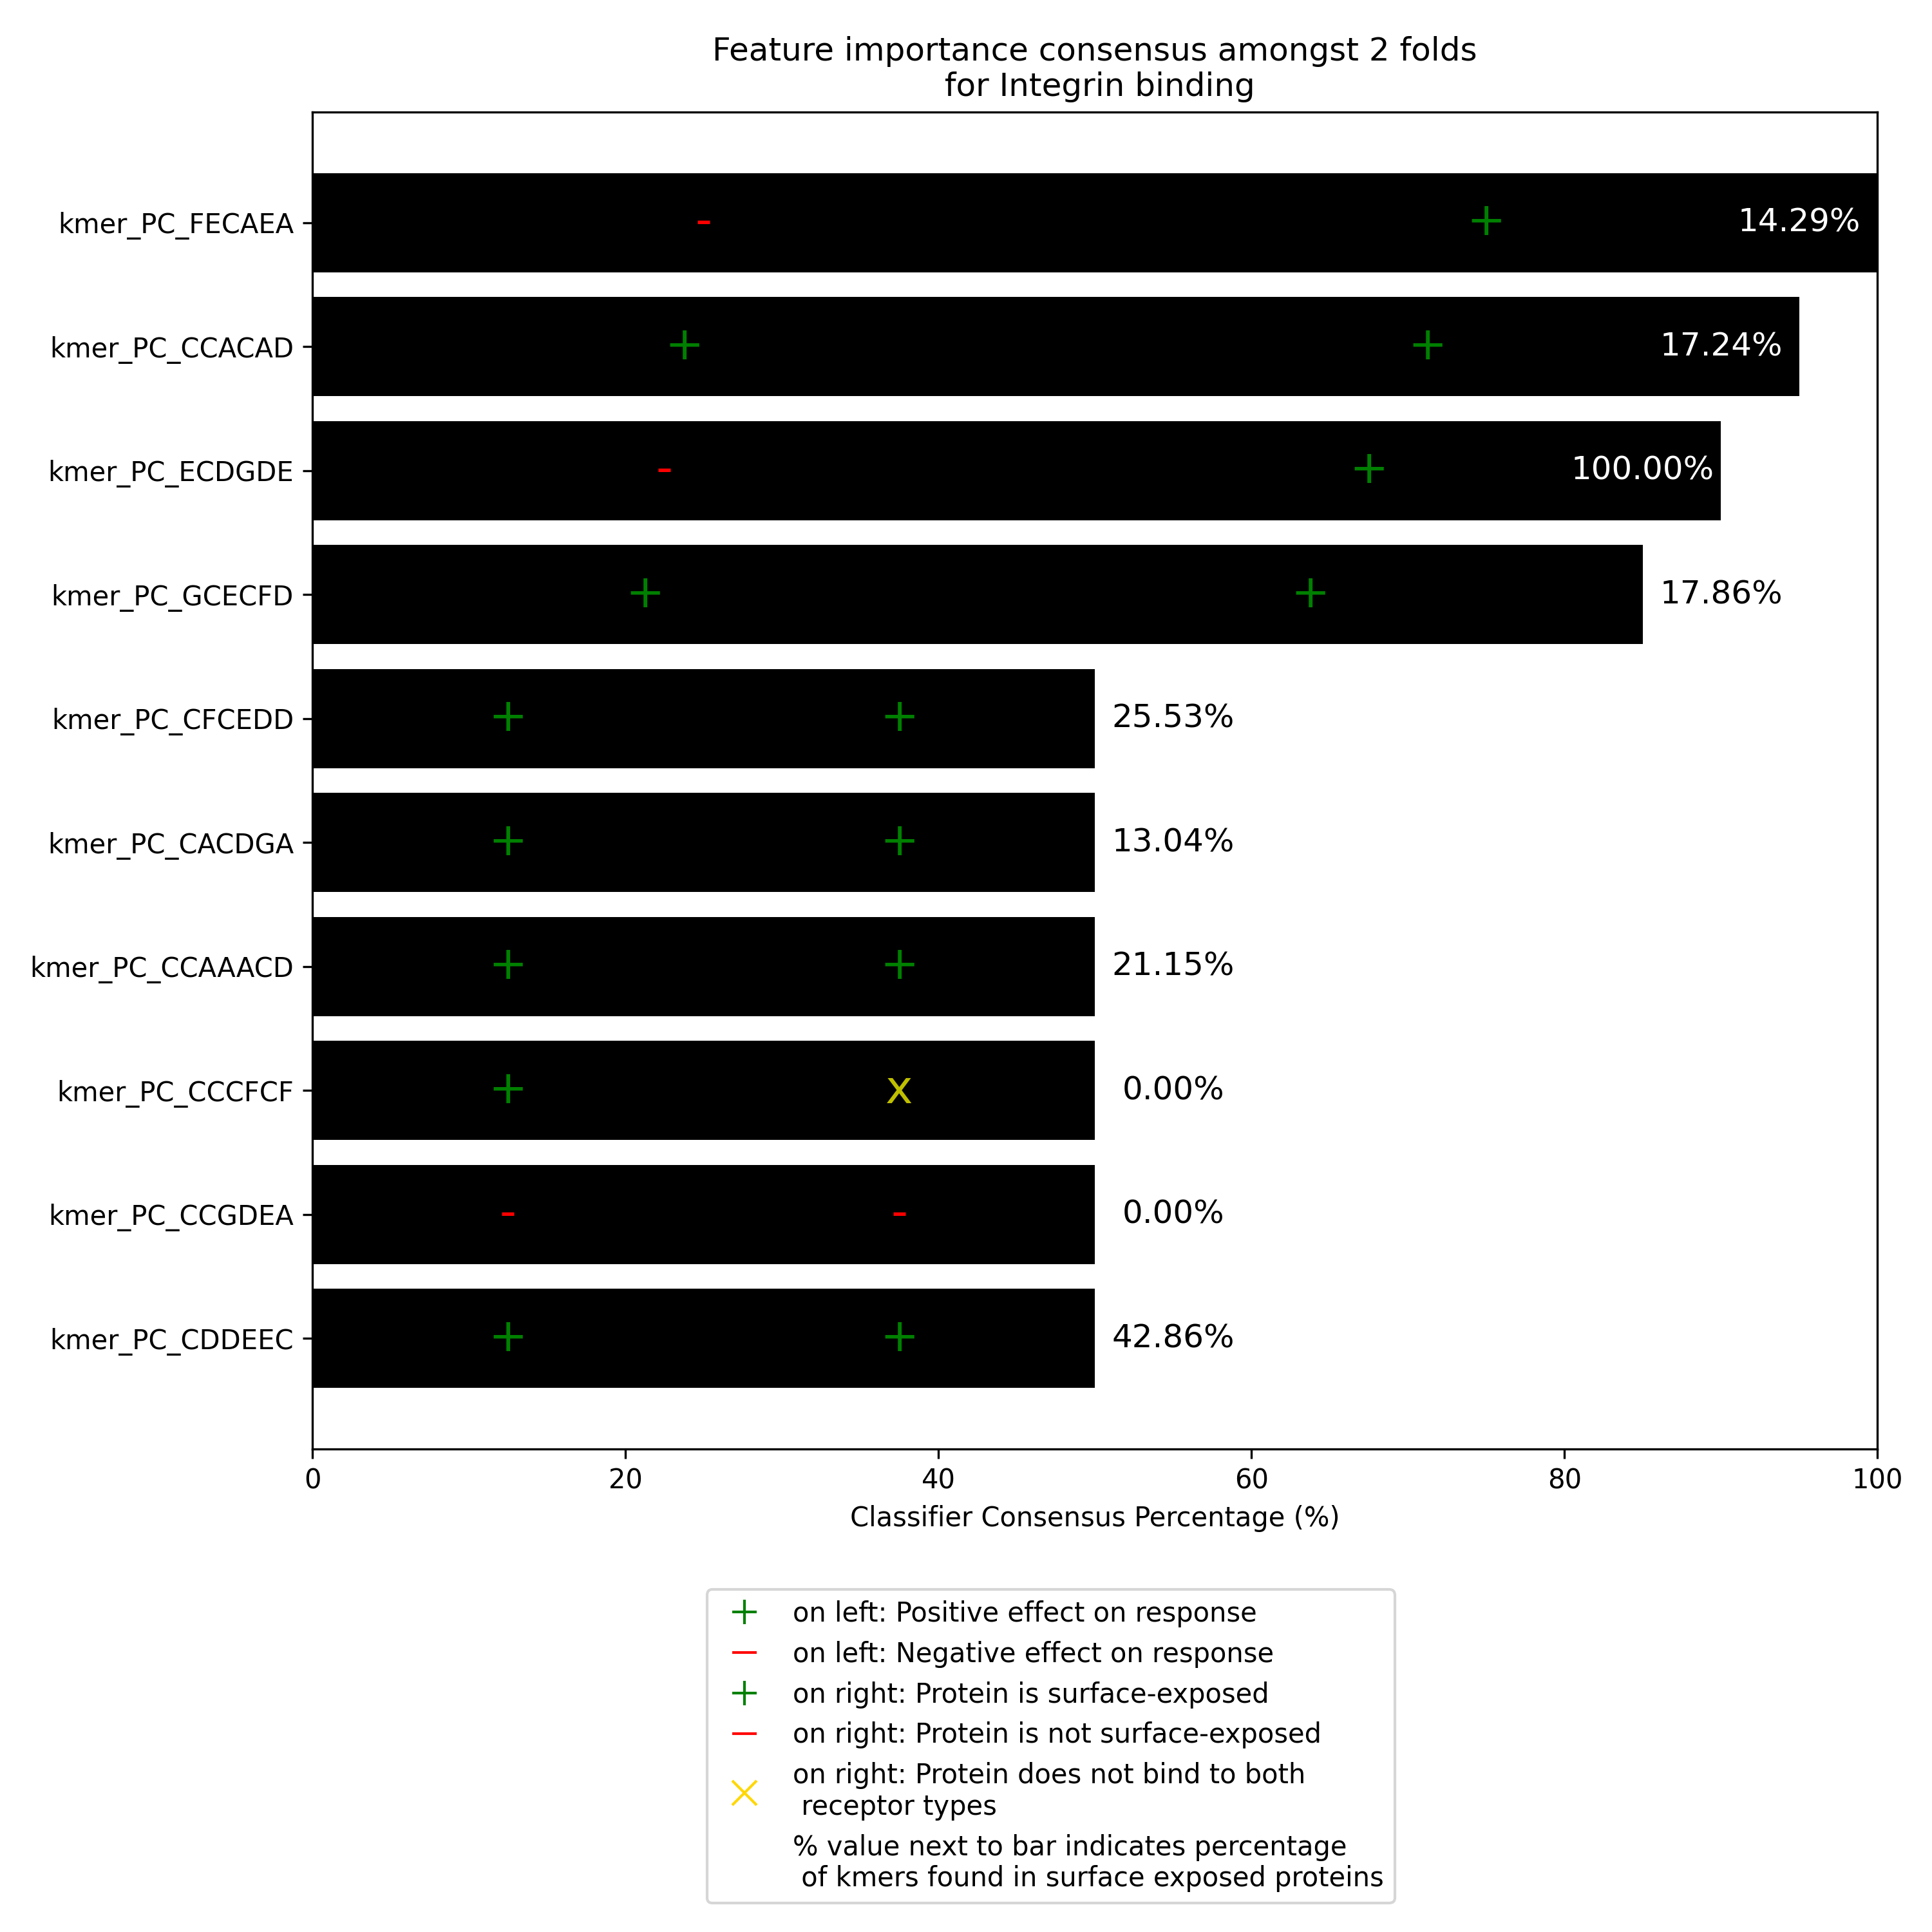 Feature importance consensus amongst 2 folds
for Integrin binding
kmer_PC_FECAEA
- + 14.29%
kmer_PC_CCACAD
+ + 17.24%
kmer_PC_ECDGDE
- + 100.00%
kmer_PC_GCECFD
+ + 17.86%
kmer_PC_CFCEDD
+ + 25.53%
kmer_PC_CACDGA
+ + 13.04%
kmer_PC_CCAAACD
+ + 21.15%
kmer_PC_CCCFCF
+ x 0.00%
kmer_PC_CCGDEA
- - 0.00%
kmer_PC_CDDEEC
+ + 42.86%
0 20 40 60 80 100
Classifier Consensus Percentage (%)
on left: Positive effect on response
on left: Negative effect on response
on right: Protein is surface-exposed
on right: Protein is not surface-exposed
on right: Protein does not bind to both
receptor types
% value next to bar indicates percentage
of kmers found in surface exposed proteins